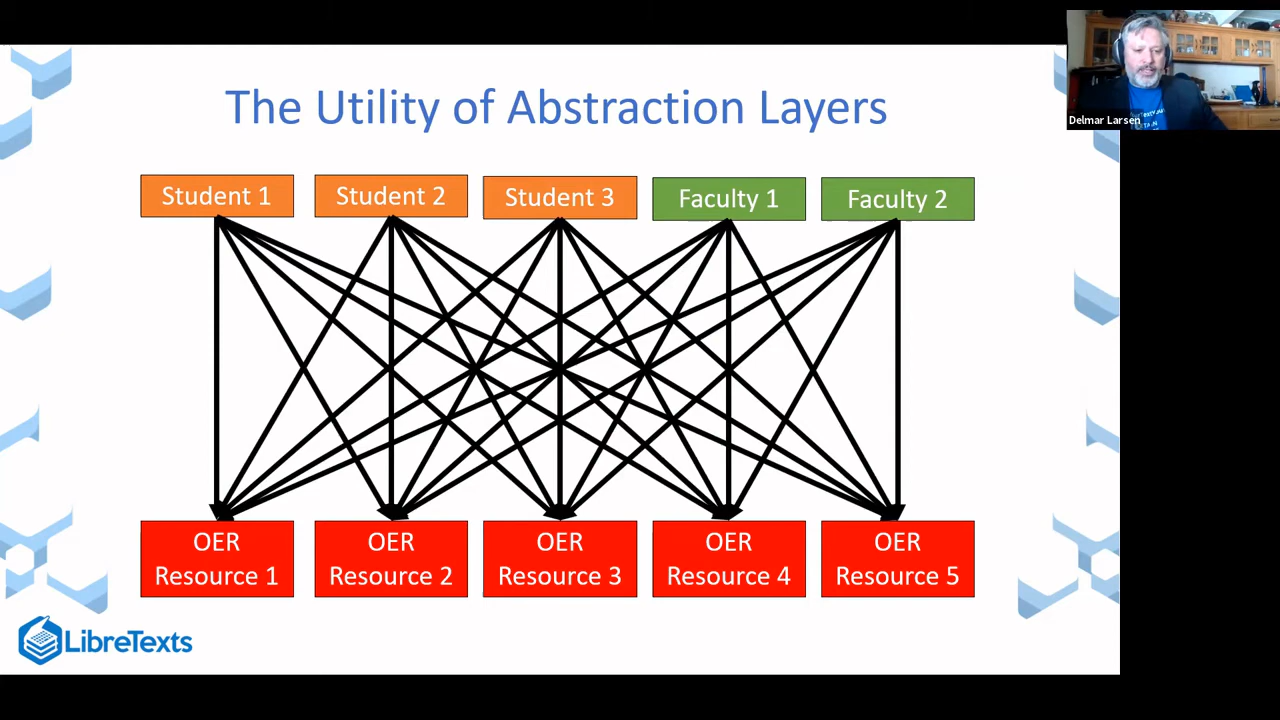 The Utility of Abstraction Layers
Delmar Larsen
Student 1
Student 2
Student 3
Faculty 1
Faculty 2
OER
Resource 1
OER
Resource 2
OER
Resource 3
OER
Resource 4
OER
Resource 5
LibreTexts